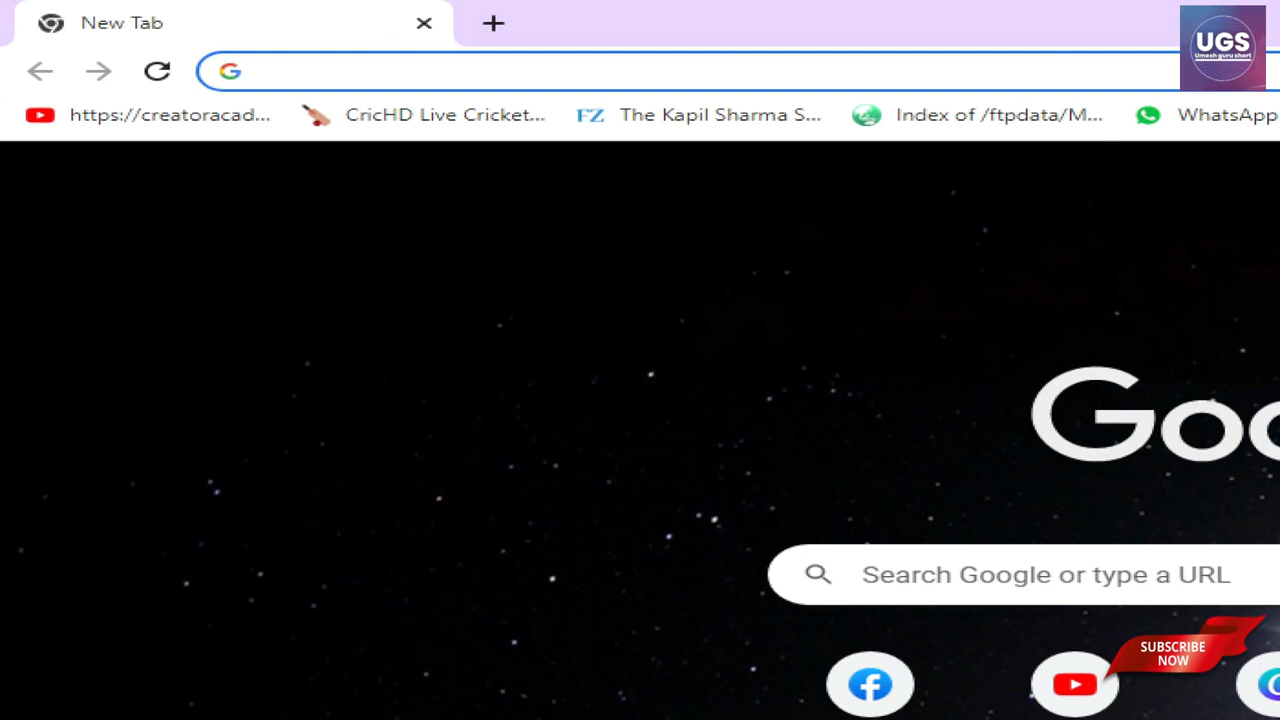 New Tab
UGS
Umesh guru short
https://creatoracad...
CricHD Live Cricket...
FZ The Kapil Sharma S...
Index of /ftpdata/M...
WhatsApp
Goo
Search Google or type a URL
SUBSCRIBE
NOW